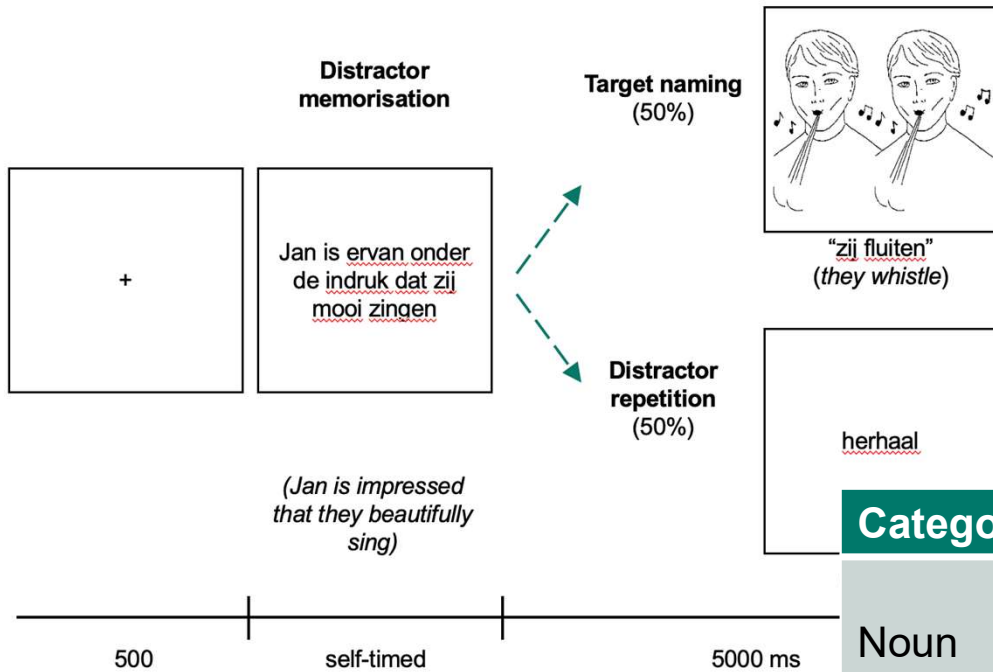 Distractor
memorisation
Target naming
(50%)
+
Jan is ervan onder
de indruk dat zij
mooi zingen
"zij fluiten"
(they whistle)
Distractor
repetition
(50%)
herhaal
(Jan is impressed
that they beautifully
sing)
Catego
Noun
500
self-timed
5000 ms